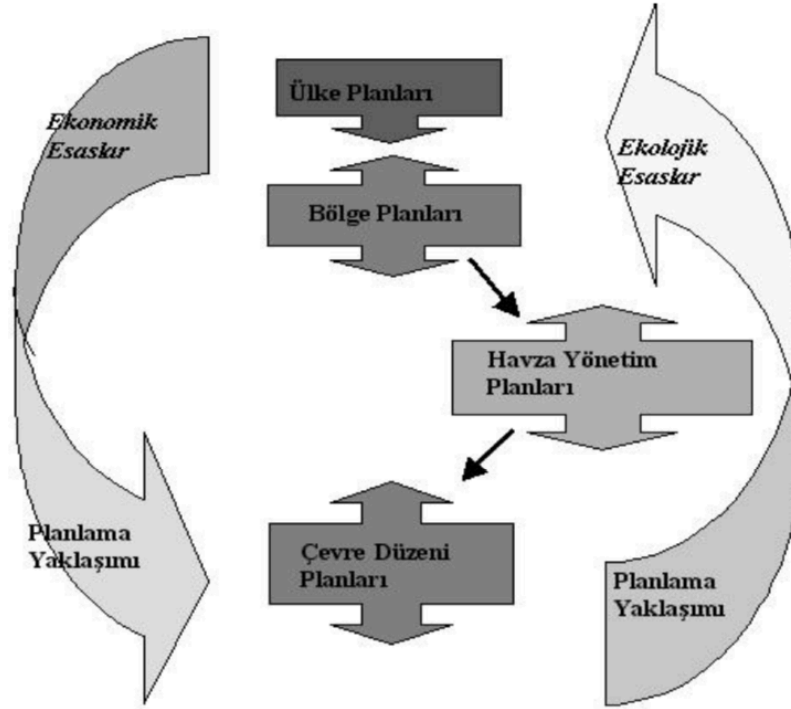 Ülke Planları
Ekonomik
Esaslar
Ekolojik
Esaslar
Bölge Planları
Havza Yönetim
Planları
Planlama
Yaklaşımı
Çevre Düzeni
Planları
Planlama
Yaklaşımı